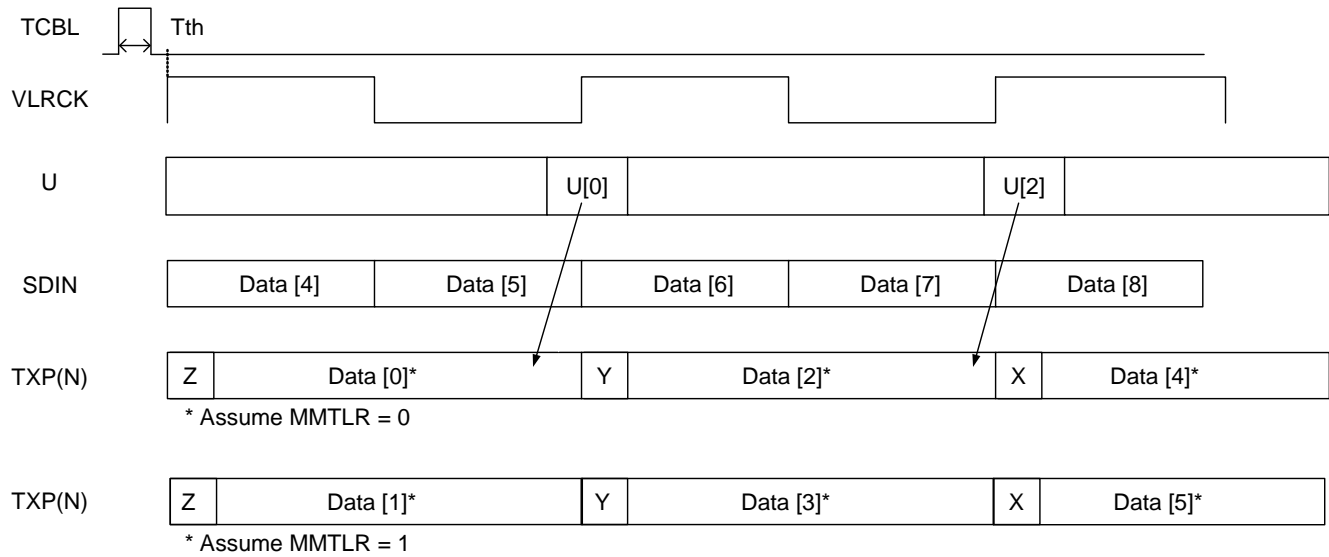 TCBL Tth
VLRCK
U U[0] U[2]
SDIN Data [4] Data [5] Data [6] Data [7] Data [8]
TXP(N) Z Data [0]* Y Data [2]* X Data [4]*
* Assume MMTLR = 0
TXP(N) Z Data [1]* Y Data [3]* X Data [5]*
* Assume MMTLR = 1